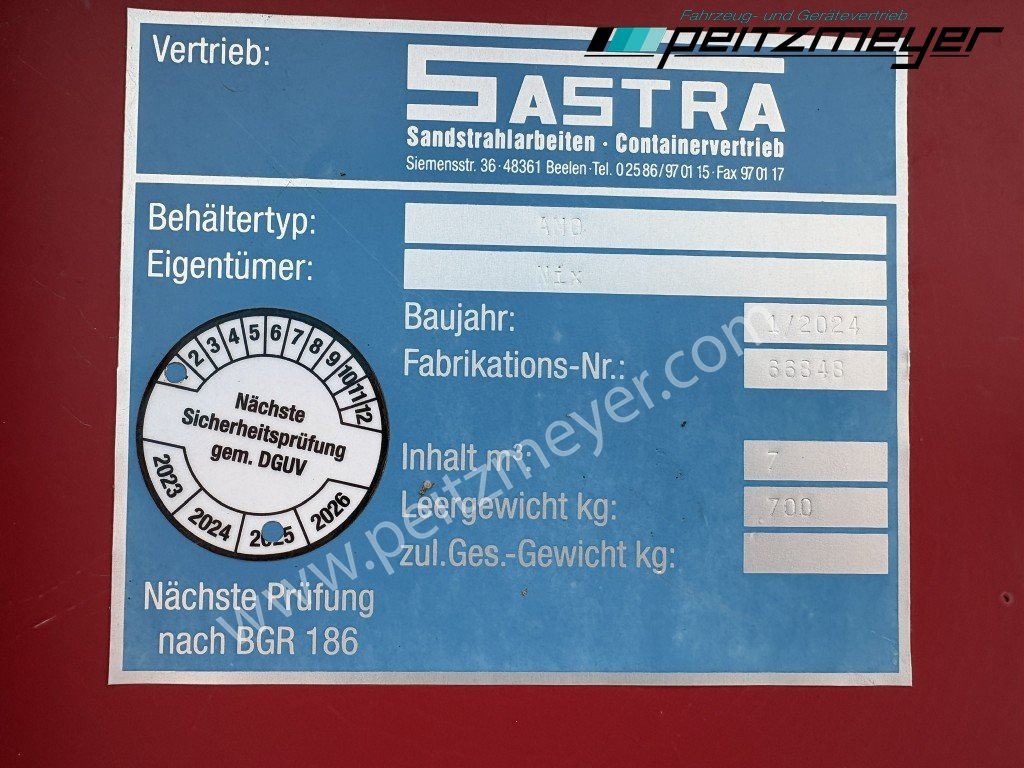 Fahrzeug- und Gerätevertrieb
peitzmeyer
Vertrieb:
SASTRA
Sandstrahlarbeiten · Containervertrieb
Siemensstr. 36 · 48361 Beelen · Tel. 0 25 86/97 01 15 · Fax 97 01 17
Behältertyp: AMO
Eigentümer: Nix
Baujahr: 1/2024
Fabrikations-Nr.: 66848
2 3 4 5 6 7 8 9 10 11 12
Nächste
Sicherheitsprüfung
gem. DGUV
2023 2024 2025 2026
Inhalt m³: 7
Leergewicht kg: 700
zul.Ges.-Gewicht kg:
Nächste Prüfung
nach BGR 186
www.peitzmeyer.com